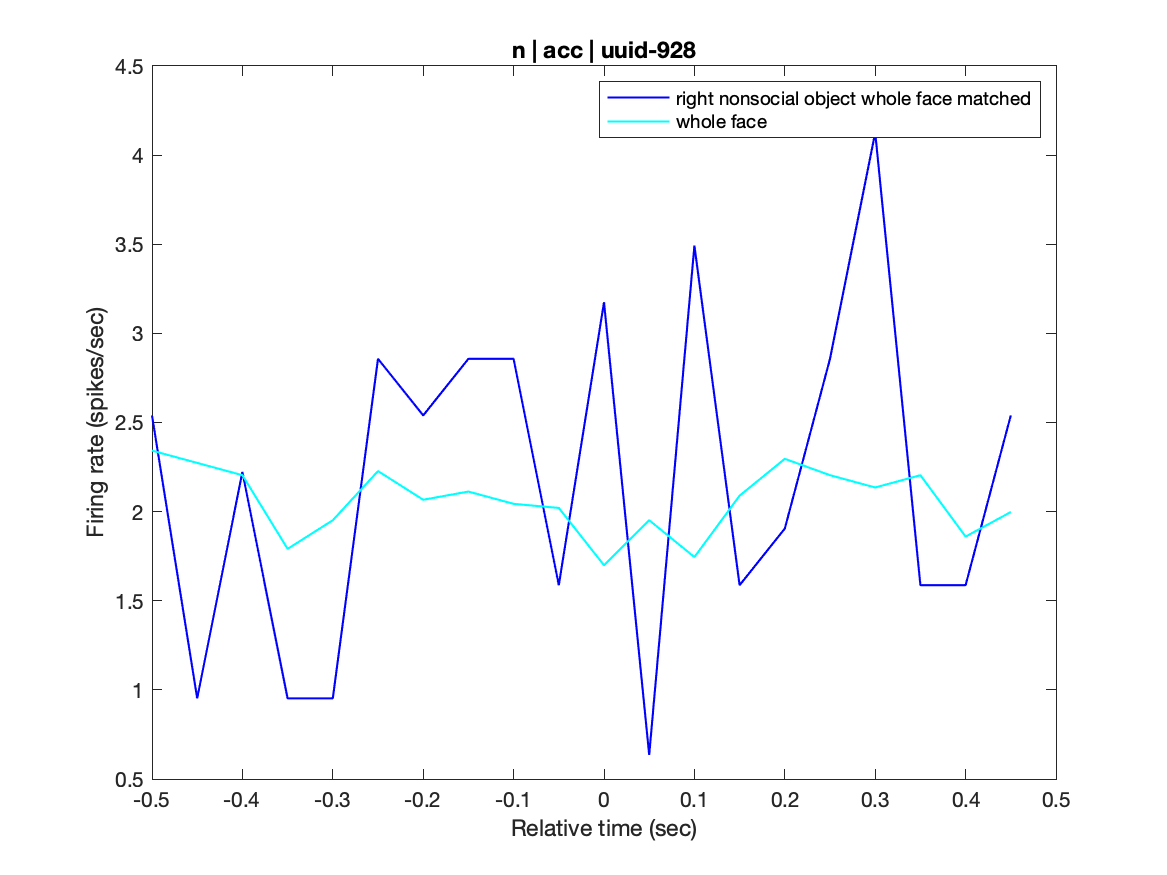 n | acc | uuid-928
right nonsocial object whole face matched
whole face
4.5
4
3.5
3
2.5
2
1.5
1
0.5
Firing rate (spikes/sec)
-0.5 -0.4 -0.3 -0.2 -0.1 0 0.1 0.2 0.3 0.4 0.5
Relative time (sec)